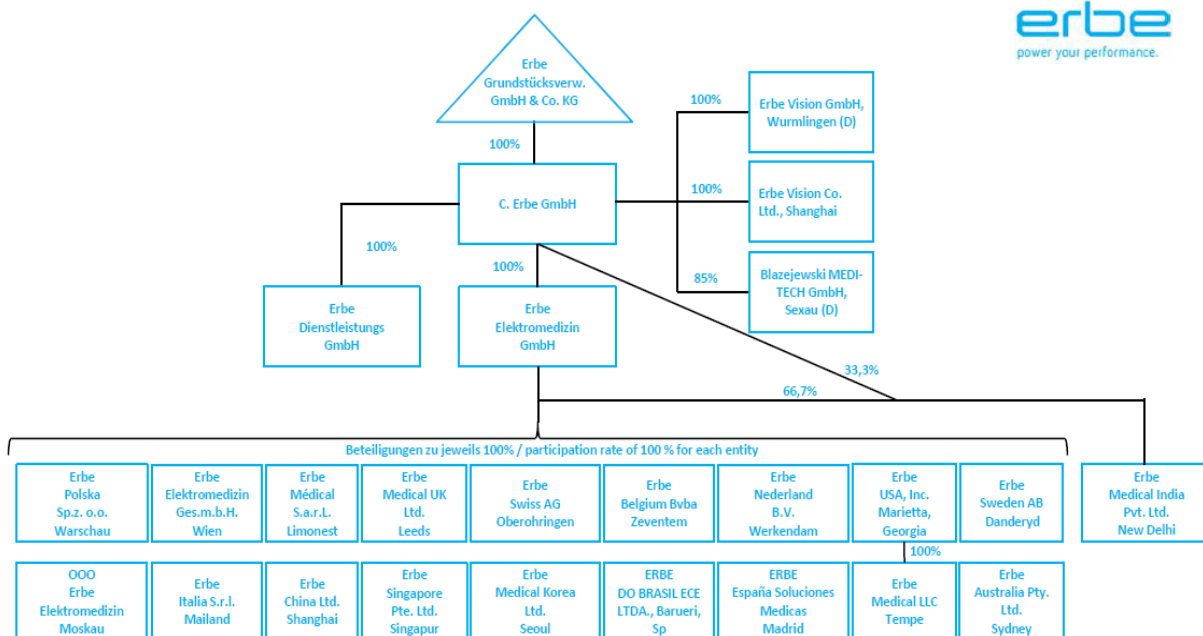 erbe
power your performance.
Erbe
Grundstücksverw.
GmbH & Co. KG
100%
C. Erbe GmbH
100%
Erbe Vision GmbH,
Wurmlingen (D)
100%
Erbe Vision Co.
Ltd., Shanghai
85%
Blazejewski MEDI-
TECH GmbH,
Sexau (D)
100%
Erbe
Dienstleistungs
GmbH
100%
Erbe
Elektromedizin
GmbH
33,3%
66,7%
Beteiligungen zu jeweils 100% / participation rate of 100 % for each entity
Erbe
Polska
Sp.z. o.o.
Warschau
Erbe
Elektromedizin
Ges.m.b.H.
Wien
Erbe
Médical
S.a.r.L.
Limonest
Erbe
Medical UK
Ltd.
Leeds
Erbe
Swiss AG
Oberohringen
Erbe
Belgium Bvba
Zeventem
Erbe
Nederland
B.V.
Werkendam
Erbe
USA, Inc.
Marietta,
Georgia
Erbe
Sweden AB
Danderyd
Erbe
Medical India
Pvt. Ltd.
New Delhi
100%
OOO
Erbe
Elektromedizin
Moskau
Erbe
Italia S.r.l.
Mailand
Erbe
China Ltd.
Shanghai
Erbe
Singapore
Pte. Ltd.
Singapur
Erbe
Medical Korea
Ltd.
Seoul
ERBE
DO BRASIL ECE
LTDA., Barueri,
Sp
ERBE
España Soluciones
Medicas
Madrid
Erbe
Medical LLC
Tempe
Erbe
Australia Pty.
Ltd.
Sydney